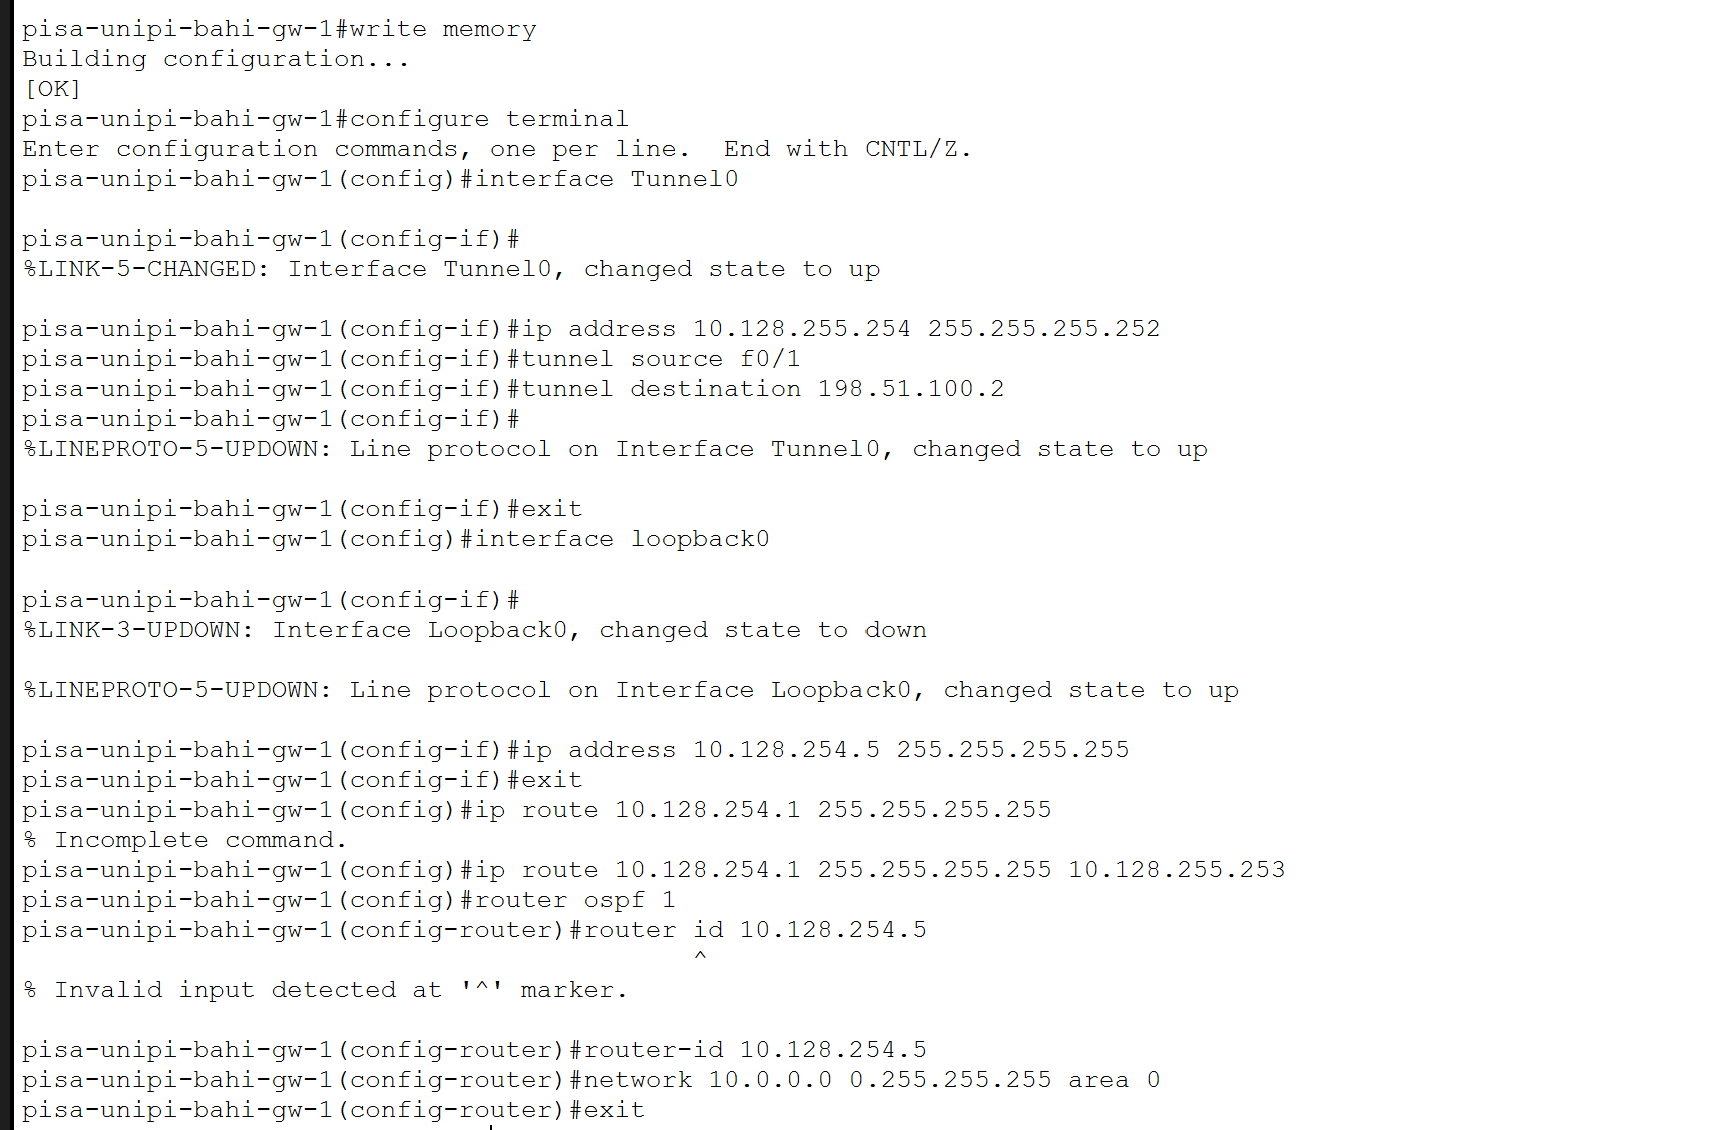 pisa-unipi-bahi-gw-1#write memory
Building configuration...
[OK]
pisa-unipi-bahi-gw-1#configure terminal
Enter configuration commands, one per line.  End with CNTL/Z.
pisa-unipi-bahi-gw-1(config)#interface Tunnel0
pisa-unipi-bahi-gw-1(config-if)#
%LINK-5-CHANGED: Interface Tunnel0, changed state to up
pisa-unipi-bahi-gw-1(config-if)#ip address 10.128.255.254 255.255.255.252
pisa-unipi-bahi-gw-1(config-if)#tunnel source f0/1
pisa-unipi-bahi-gw-1(config-if)#tunnel destination 198.51.100.2
pisa-unipi-bahi-gw-1(config-if)#
%LINEPROTO-5-UPDOWN: Line protocol on Interface Tunnel0, changed state to up
pisa-unipi-bahi-gw-1(config-if)#exit
pisa-unipi-bahi-gw-1(config)#interface loopback0
pisa-unipi-bahi-gw-1(config-if)#
%LINK-3-UPDOWN: Interface Loopback0, changed state to down
%LINEPROTO-5-UPDOWN: Line protocol on Interface Loopback0, changed state to up
pisa-unipi-bahi-gw-1(config-if)#ip address 10.128.254.5 255.255.255.255
pisa-unipi-bahi-gw-1(config-if)#exit
pisa-unipi-bahi-gw-1(config)#ip route 10.128.254.1 255.255.255.255
% Incomplete command.
pisa-unipi-bahi-gw-1(config)#ip route 10.128.254.1 255.255.255.255 10.128.255.253
pisa-unipi-bahi-gw-1(config)#router ospf 1
pisa-unipi-bahi-gw-1(config-router)#router id 10.128.254.5
^
% Invalid input detected at '^' marker.
pisa-unipi-bahi-gw-1(config-router)#router-id 10.128.254.5
pisa-unipi-bahi-gw-1(config-router)#network 10.0.0.0 0.255.255.255 area 0
pisa-unipi-bahi-gw-1(config-router)#exit